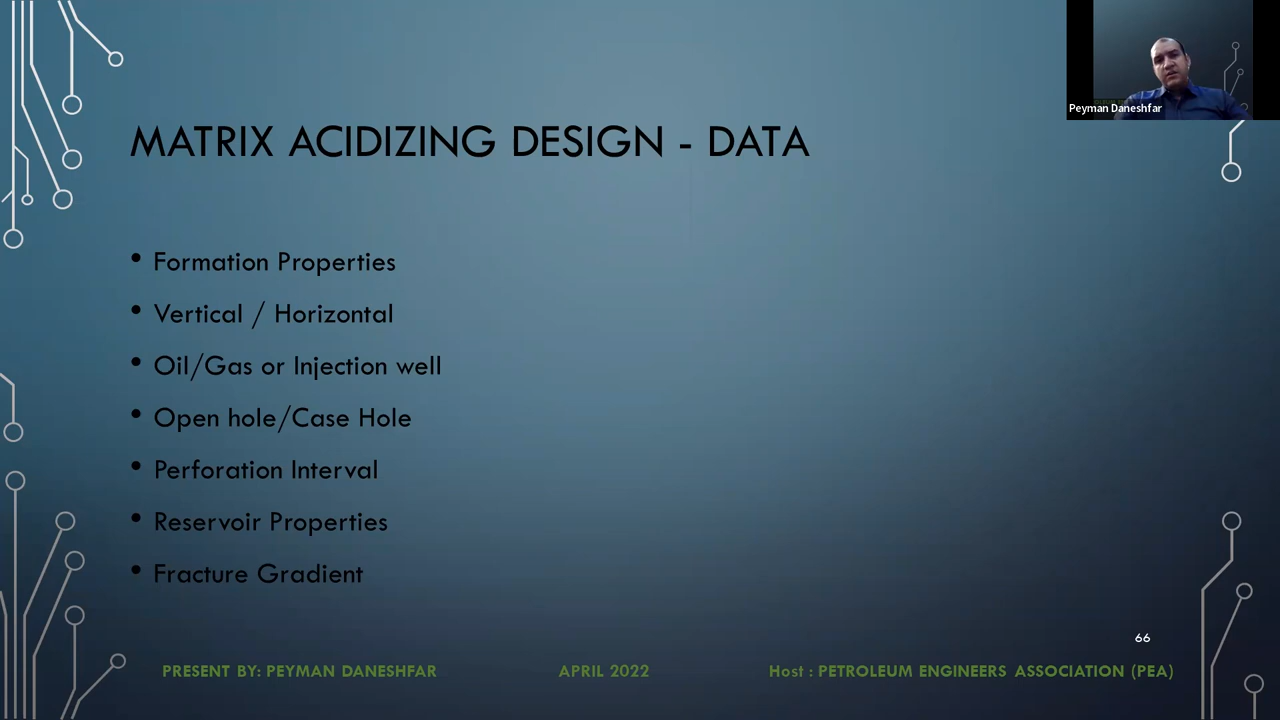 Peyman Daneshfar
MATRIX ACIDIZING DESIGN - DATA
• Formation Properties
• Vertical / Horizontal
• Oil/Gas or Injection well
• Open hole/Case Hole
• Perforation Interval
• Reservoir Properties
• Fracture Gradient
66
PRESENT BY: PEYMAN DANESHFAR APRIL 2022 Host : PETROLEUM ENGINEERS ASSOCIATION (PEA)